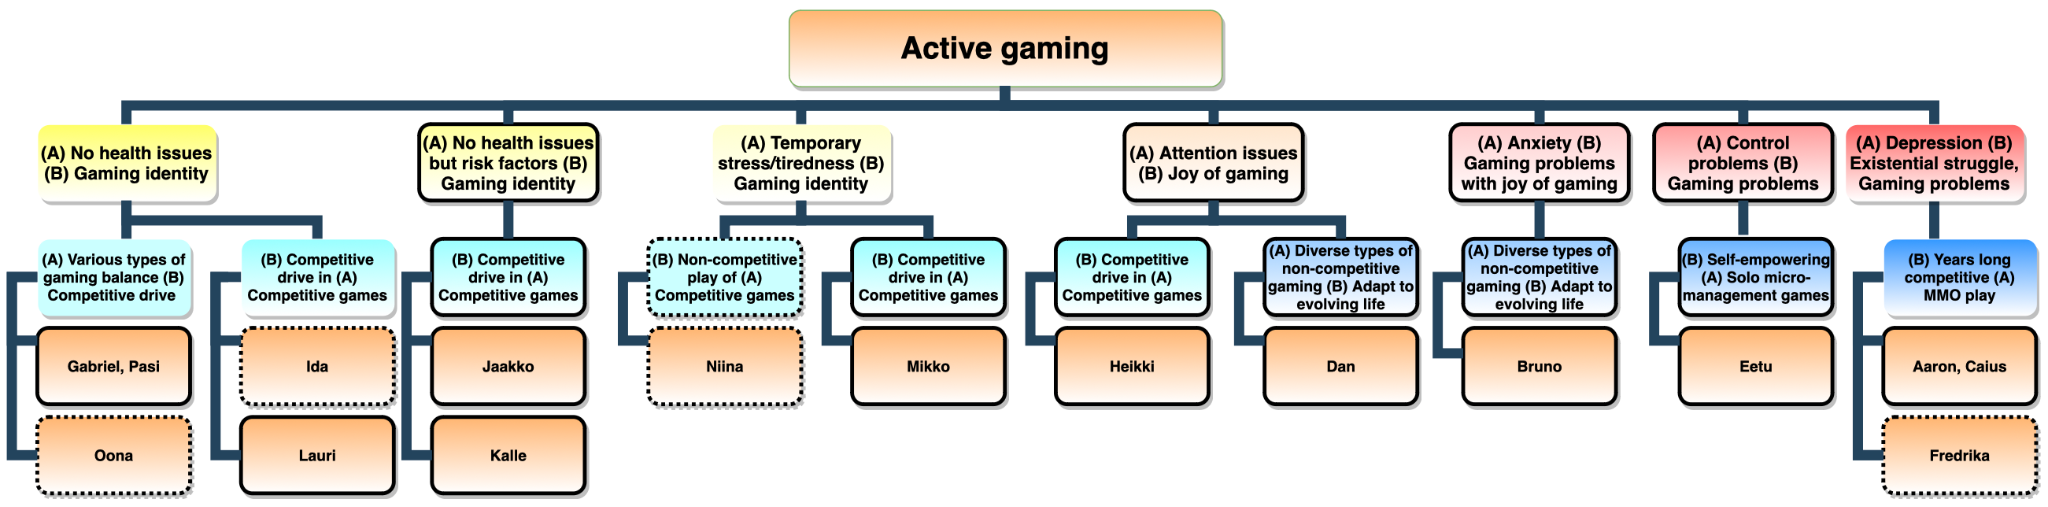 Active gaming
(A) No health issues
(B) Gaming identity
(A) No health issues
but risk factors (B)
Gaming identity
(A) Temporary
stress/tiredness (B)
Gaming identity
(A) Attention issues
(B) Joy of gaming
(A) Anxiety (B)
Gaming problems
with joy of gaming
(A) Control
problems (B)
Gaming problems
(A) Depression (B)
Existential struggle,
Gaming problems
(A) Various types of
gaming balance (B)
Competitive drive
(B) Competitive
drive in (A)
Competitive games
(B) Competitive
drive in (A)
Competitive games
(B) Non-competitive
play of (A)
Competitive games
(B) Competitive
drive in (A)
Competitive games
(B) Competitive
drive in (A)
Competitive games
(A) Diverse types of
non-competitive
gaming (B) Adapt to
evolving life
(A) Diverse types of
non-competitive
gaming (B) Adapt to
evolving life
(B) Self-empowering
(A) Solo micro-
management games
(B) Years long
competitive (A)
MMO play
Gabriel, Pasi
Ida
Jaakko
Niina
Mikko
Heikki
Dan
Bruno
Eetu
Aaron, Caius
Oona
Lauri
Kalle
Fredrika